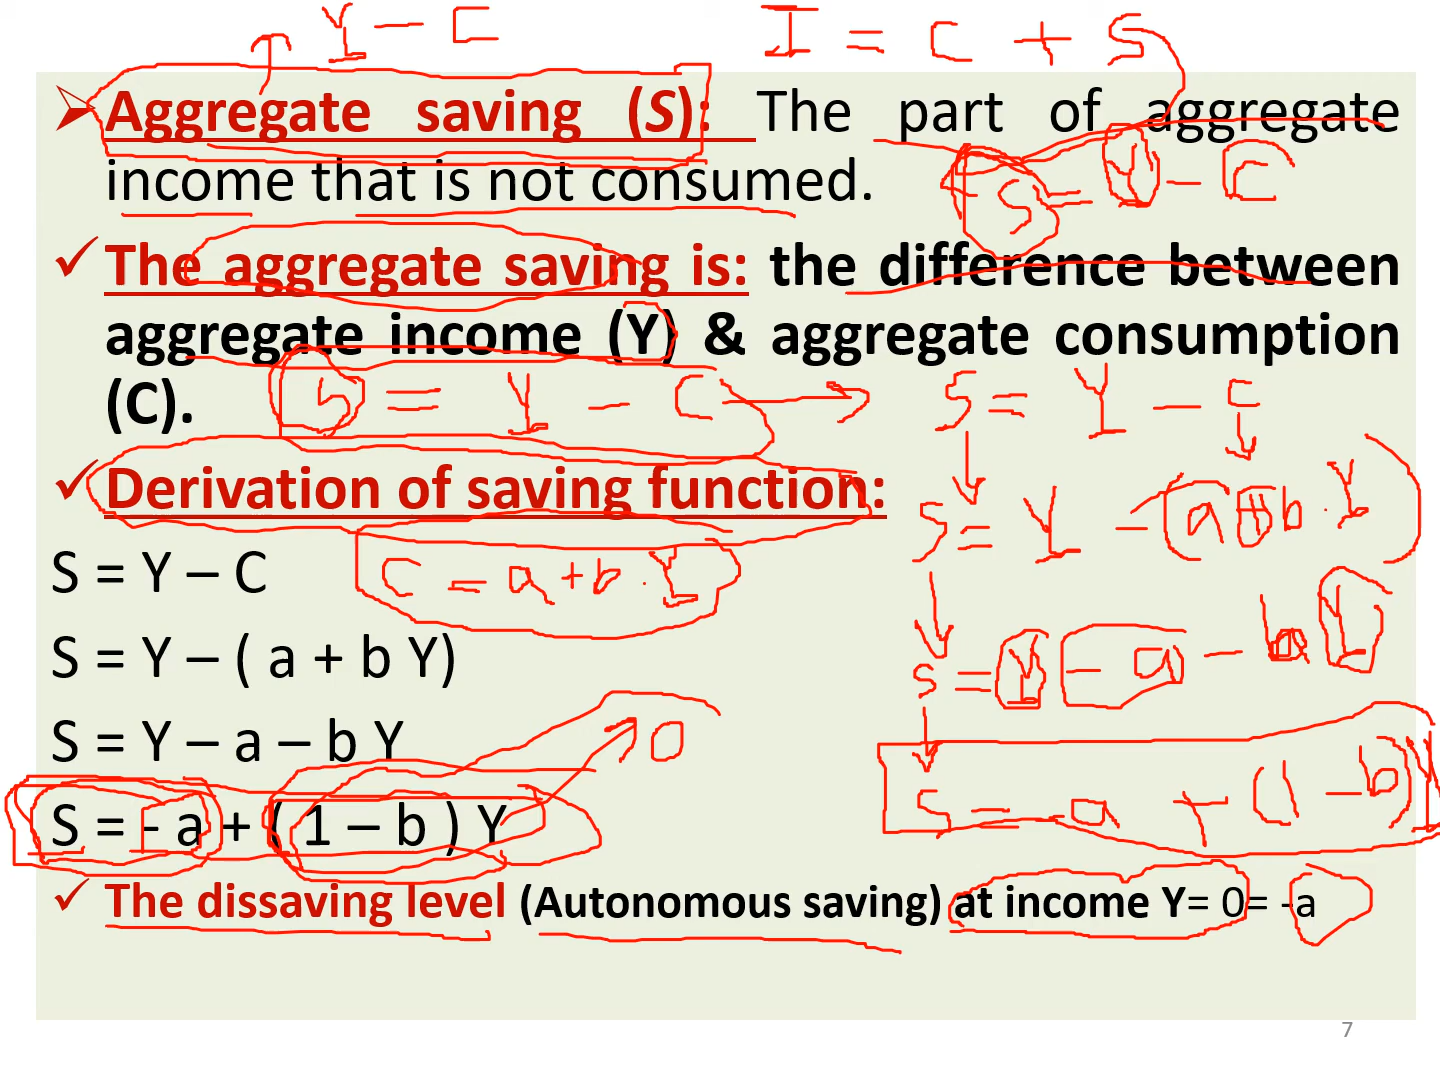 Y - C
I = C + S
➢ Aggregate saving (S): The part of aggregate
income that is not consumed.
S = Y - C
✓ The aggregate saving is: the difference between
aggregate income (Y) & aggregate consumption
(C).
S = Y - C
S = Y - C
✓ Derivation of saving function:
S = Y - (a + b . Y
S = Y – C
C = a + b . Y
S = Y – ( a + b Y)
S = Y - a - b Y
S = Y – a – b Y
0
S = - a + (1 - b) Y
S = - a + ( 1 – b ) Y
✓ The dissaving level (Autonomous saving) at income Y= 0= -a
7